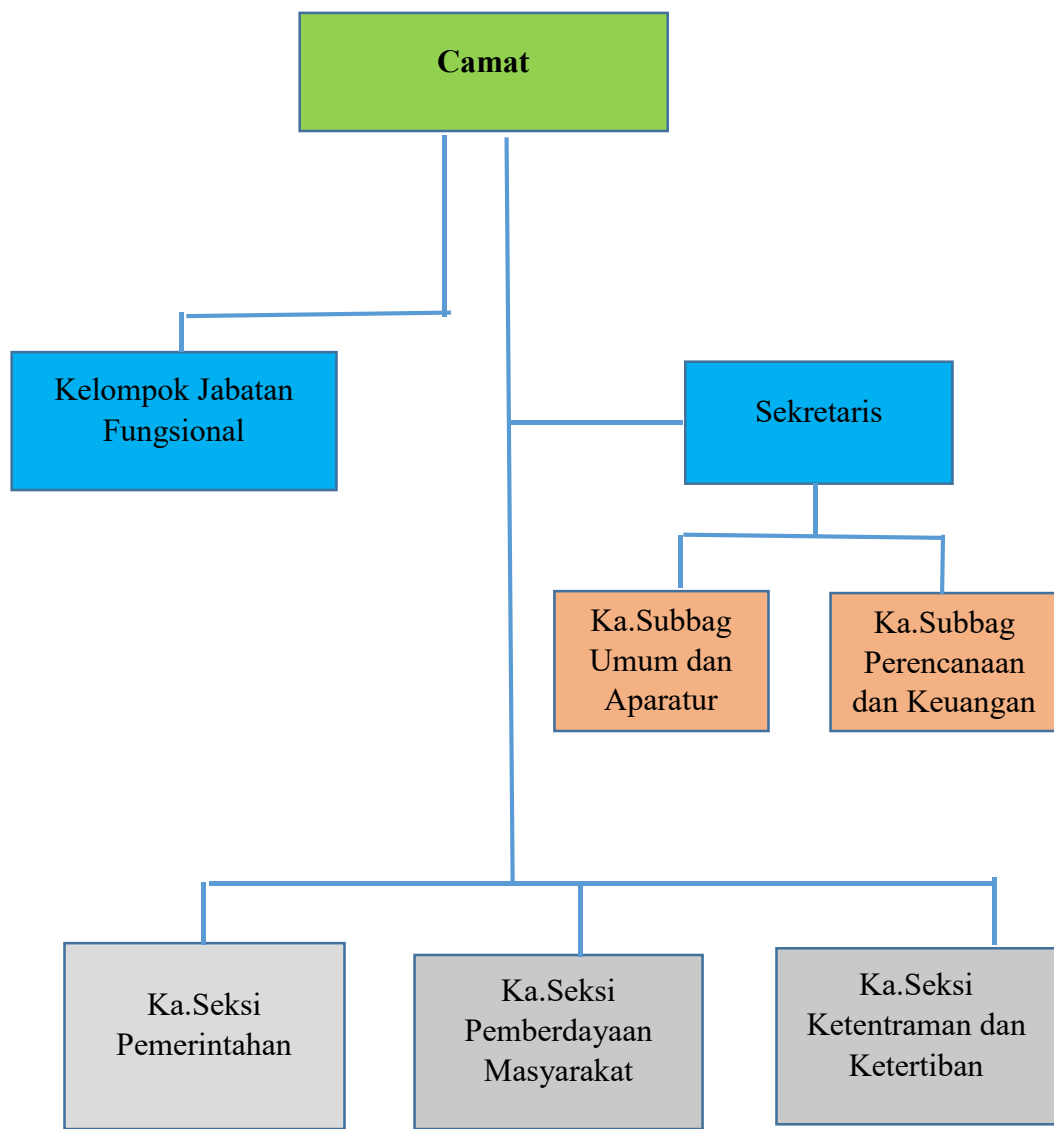 Camat
Kelompok Jabatan
Fungsional
Sekretaris
Ka.Subbag
Umum dan
Aparatur
Ka.Subbag
Perencanaan
dan Keuangan
Ka.Seksi
Pemerintahan
Ka.Seksi
Pemberdayaan
Masyarakat
Ka.Seksi
Ketentraman dan
Ketertiban